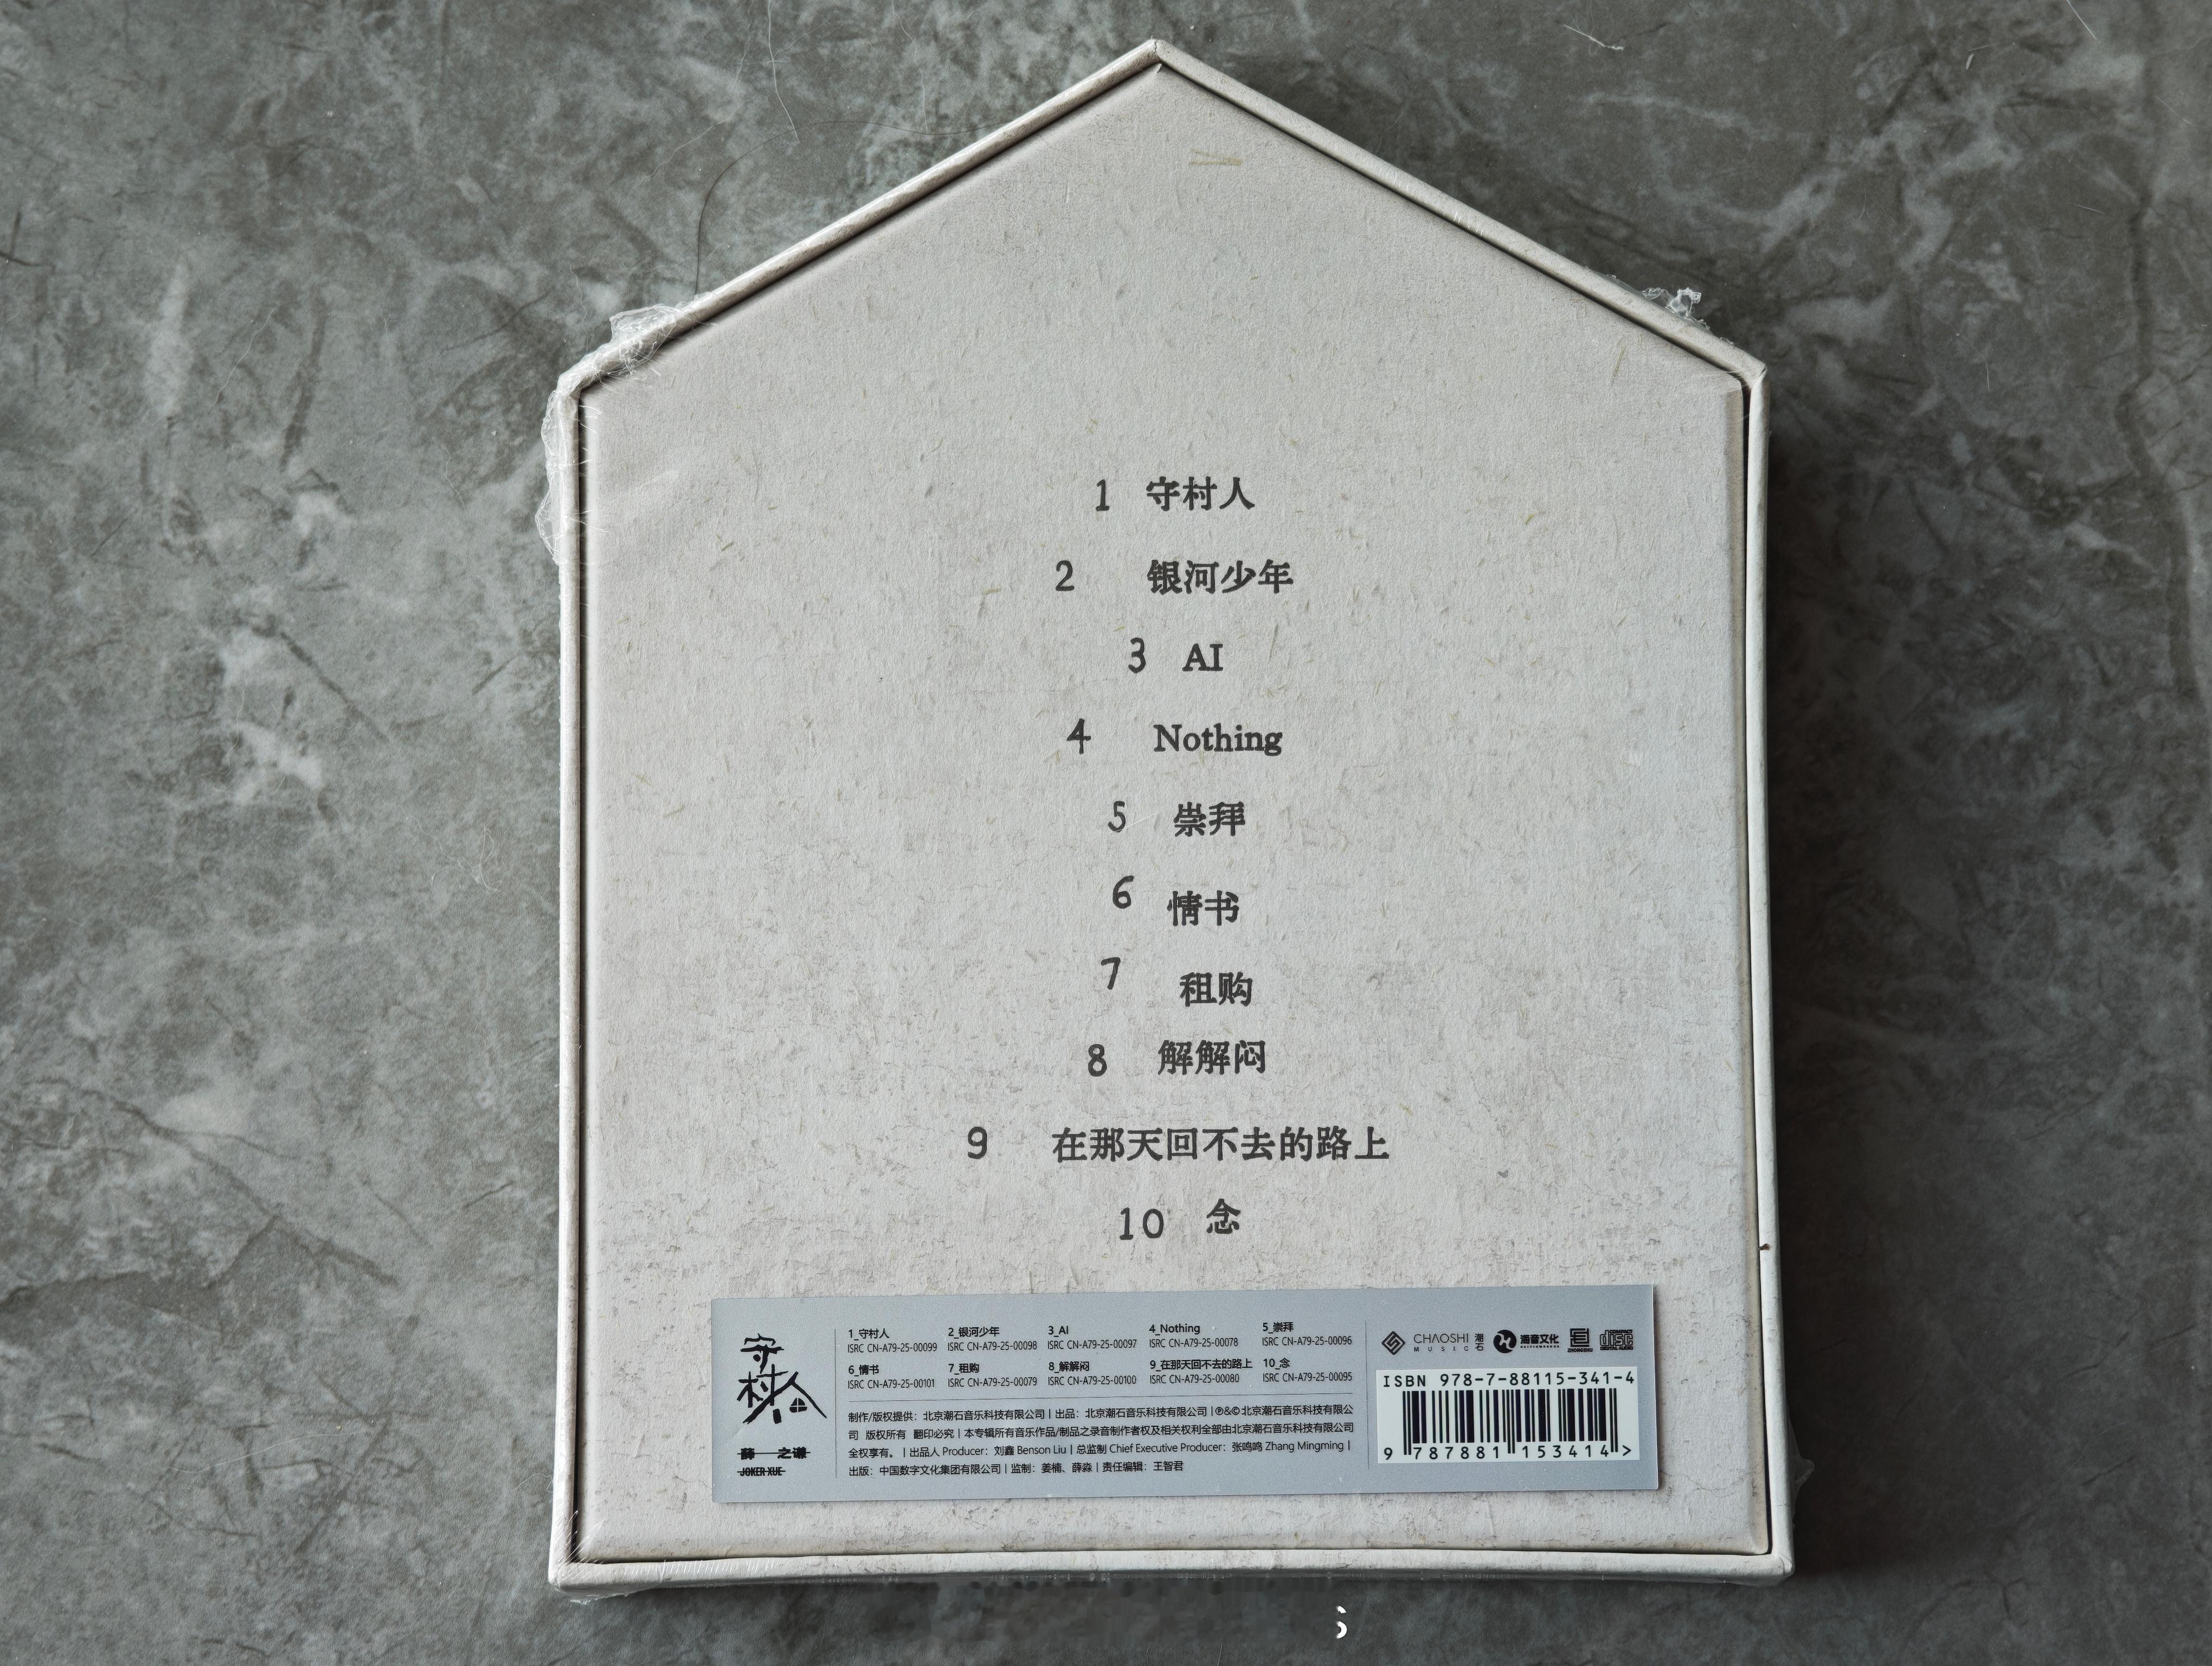 1 守村人
2 银河少年
3 AI
4 Nothing
5 崇拜
6 情书
7 租购
8 解解闷
9 在那天回不去的路上
10 念
守村人
薛之谦
JOKER XUE
1_守村人 2_银河少年 3_AI 4_Nothing 5_崇拜
ISRC CN-A79-25-00099 ISRC CN-A79-25-00098 ISRC CN-A79-25-00097 ISRC CN-A79-25-00078 ISRC CN-A79-25-00096
6_情书 7_租购 8_解解闷 9_在那天回不去的路上 10_念
ISRC CN-A79-25-00101 ISRC CN-A79-25-00079 ISRC CN-A79-25-00100 ISRC CN-A79-25-00080 ISRC CN-A79-25-00095
制作/版权提供：北京潮石音乐科技有限公司 | 出品：北京潮石音乐科技有限公司 | ℗&©北京潮石音乐科技有限公
司 版权所有 翻印必究 | 本专辑所有音乐作品/制品之录音制作者权及相关权利全部由北京潮石音乐科技有限公司
全权享有。 | 出品人 Producer：刘鑫 Benson Liu | 总监制 Chief Executive Producer：张鸣鸣 Zhang Mingming |
出版：中国数字文化集团有限公司 | 监制：姜楠、薛淼 | 责任编辑：王智君
CHAOSHI 潮石
MUSIC
海音文化
COMPACT disc DIGITAL AUDIO
ISBN 978-7-88115-341-4
9 787881 153414 >